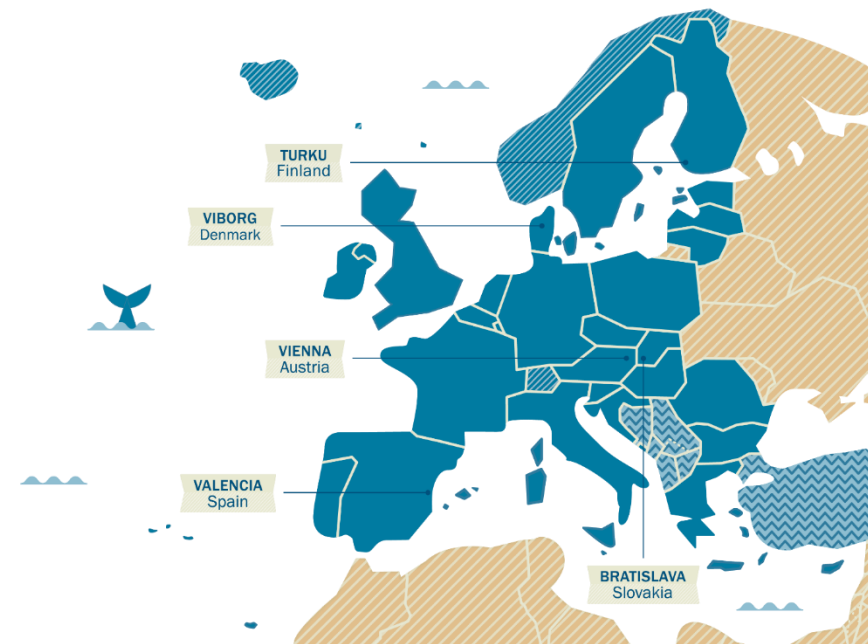 TURKU
Finland
VIBORG
Denmark
VIENNA
Austria
VALENCIA
Spain
BRATISLAVA
Slovakia